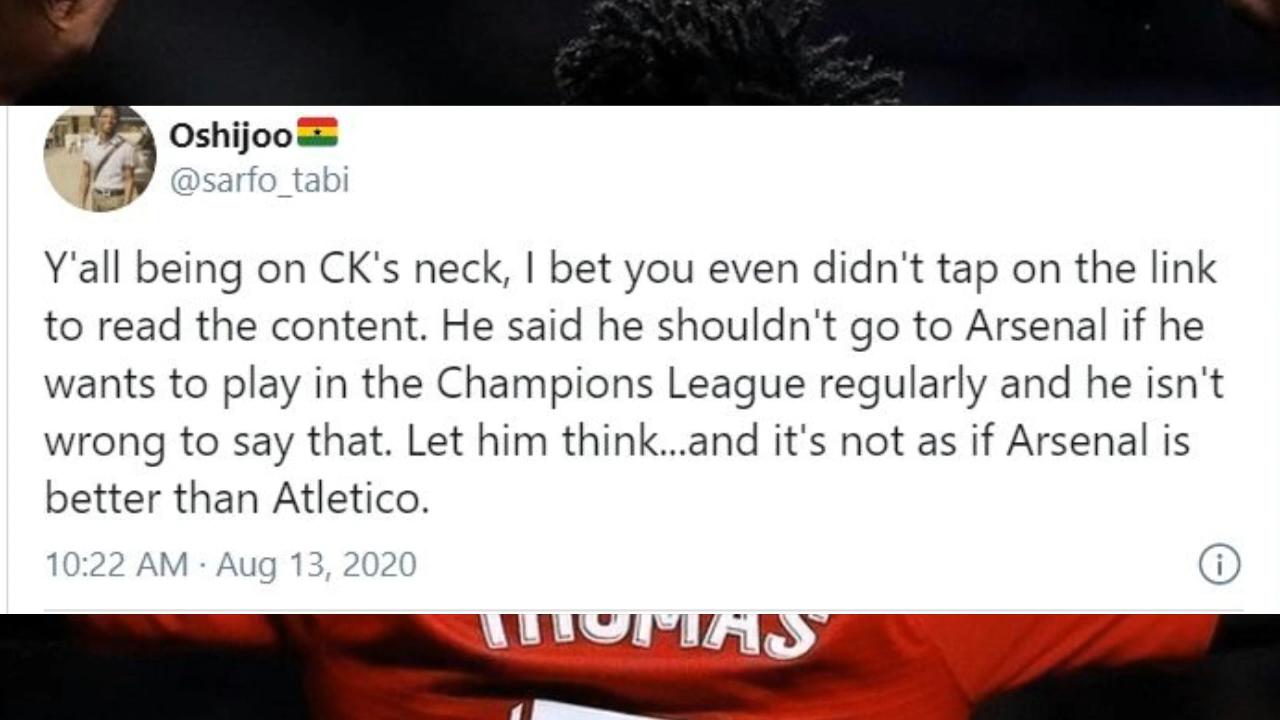 Oshijoo
@sarfo_tabi
Y'all being on CK's neck, I bet you even didn't tap on the link
to read the content. He said he shouldn't go to Arsenal if he
wants to play in the Champions League regularly and he isn't
wrong to say that. Let him think...and it's not as if Arsenal is
better than Atletico.
10:22 AM · Aug 13, 2020
THOMAS